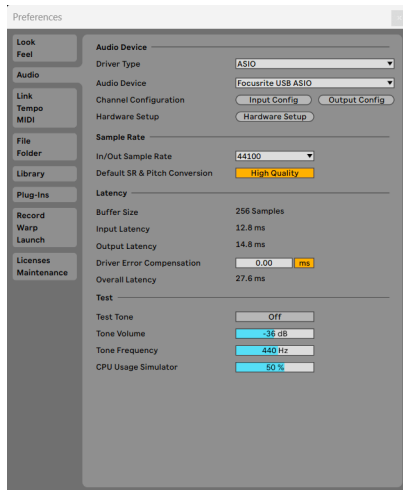 Preferences
Look
Feel
Audio
Link
Tempo
MIDI
File
Folder
Library
Plug-Ins
Record
Warp
Launch
Licenses
Maintenance
Audio Device
Driver Type ASIO
Audio Device Focusrite USB ASIO
Channel Configuration Input Config Output Config
Hardware Setup Hardware Setup
Sample Rate
In/Out Sample Rate 44100
Default SR & Pitch Conversion High Quality
Latency
Buffer Size 256 Samples
Input Latency 12.8 ms
Output Latency 14.8 ms
Driver Error Compensation 0.00 ms
Overall Latency 27.6 ms
Test
Test Tone Off
Tone Volume -36 dB
Tone Frequency 440 Hz
CPU Usage Simulator 50 %